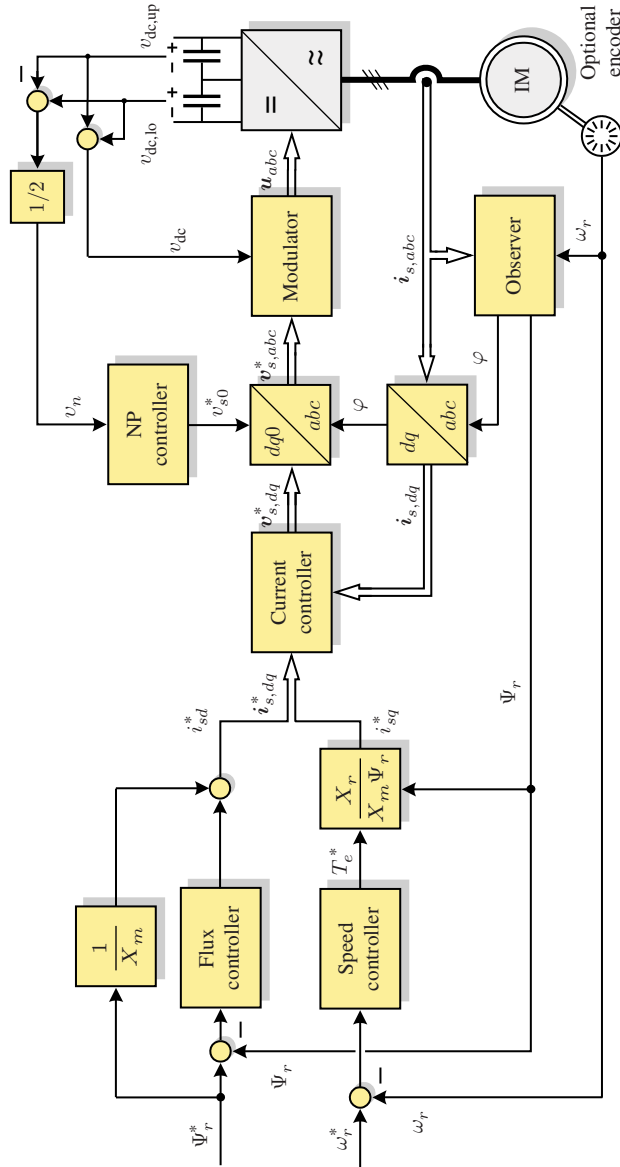 Ψ*_r
1 / X_m
Flux
controller
Ψ_r
−
i*_sd
ω*_r
−
ω_r
Speed
controller
T*_e
X_r / X_m Ψ_r
i*_sq
i*_s,dq
Current
controller
v*_s,dq
dq0
abc
v*_s,abc
Modulator
u_abc
=
≈
NP
controller
v*_s0
v_n
1/2
−
v_dc
v_dc,lo
v_dc,up
+
−
+
−
φ
dq
abc
i_s,dq
i_s,abc
φ
Observer
Ψ_r
ω_r
IM
Optional
encoder